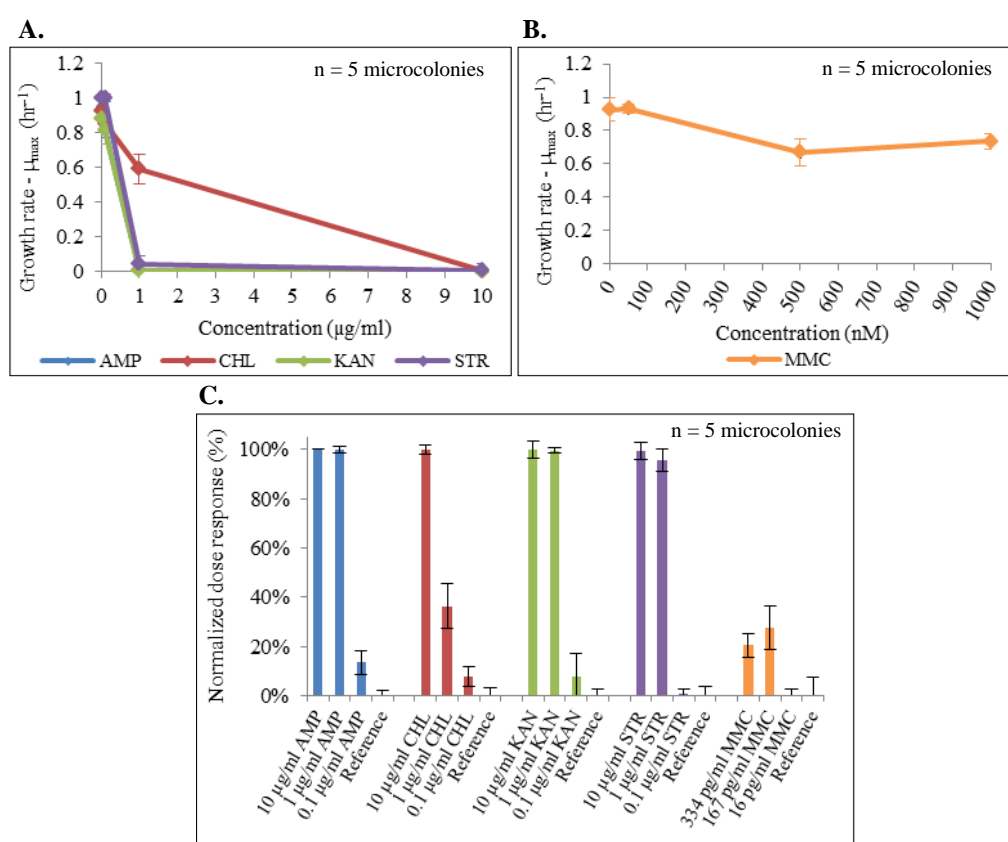 A.
n = 5 microcolonies
Growth rate - μmax (hr⁻¹)
1.2
1
0.8
0.6
0.4
0.2
0
0 1 2 3 4 5 6 7 8 9 10
Concentration (µg/ml)
AMP CHL KAN STR
B.
n = 5 microcolonies
Growth rate - μmax (hr⁻¹)
1.2
1
0.8
0.6
0.4
0.2
0
0 100 200 300 400 500 600 700 800 900 1000
Concentration (nM)
MMC
C.
n = 5 microcolonies
Normalized dose response (%)
100%
80%
60%
40%
20%
0%
10 µg/ml AMP
1 µg/ml AMP
0.1 µg/ml AMP
Reference
10 µg/ml CHL
1 µg/ml CHL
0.1 µg/ml CHL
Reference
10 µg/ml KAN
1 µg/ml KAN
0.1 µg/ml KAN
Reference
10 µg/ml STR
1 µg/ml STR
0.1 µg/ml STR
Reference
334 pg/ml MMC
167 pg/ml MMC
16 pg/ml MMC
Reference